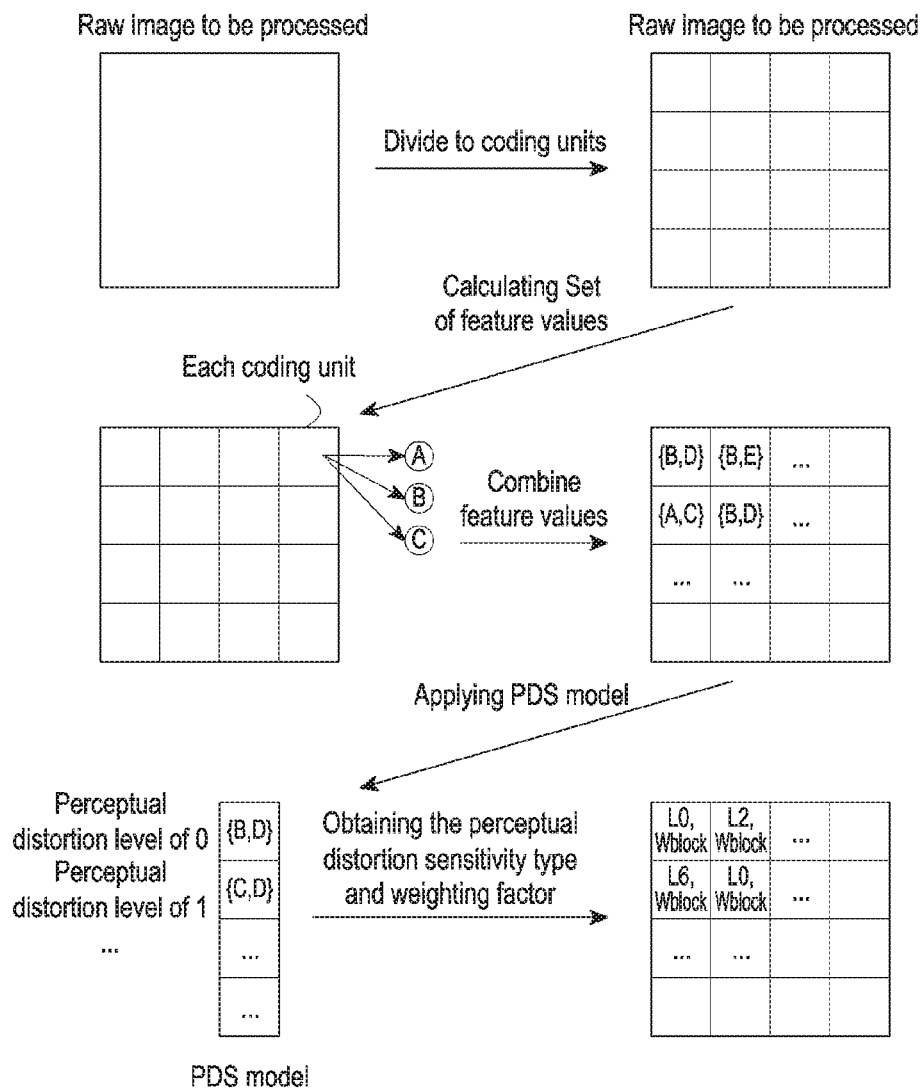 Raw image to be processed
Raw image to be processed
Divide to coding units
Calculating Set
of feature values
Each coding unit
A
B
C
Combine
feature values
{B,D} {B,E} ...
{A,C} {B,D} ...
... ...
Applying PDS model
Perceptual
distortion level of 0
Perceptual
distortion level of 1
...
{B,D}
{C,D}
...
...
PDS model
Obtaining the perceptual
distortion sensitivity type
and weighting factor
L0, L2, ...
Wblock Wblock
L6, L0, ...
Wblock Wblock
... ...